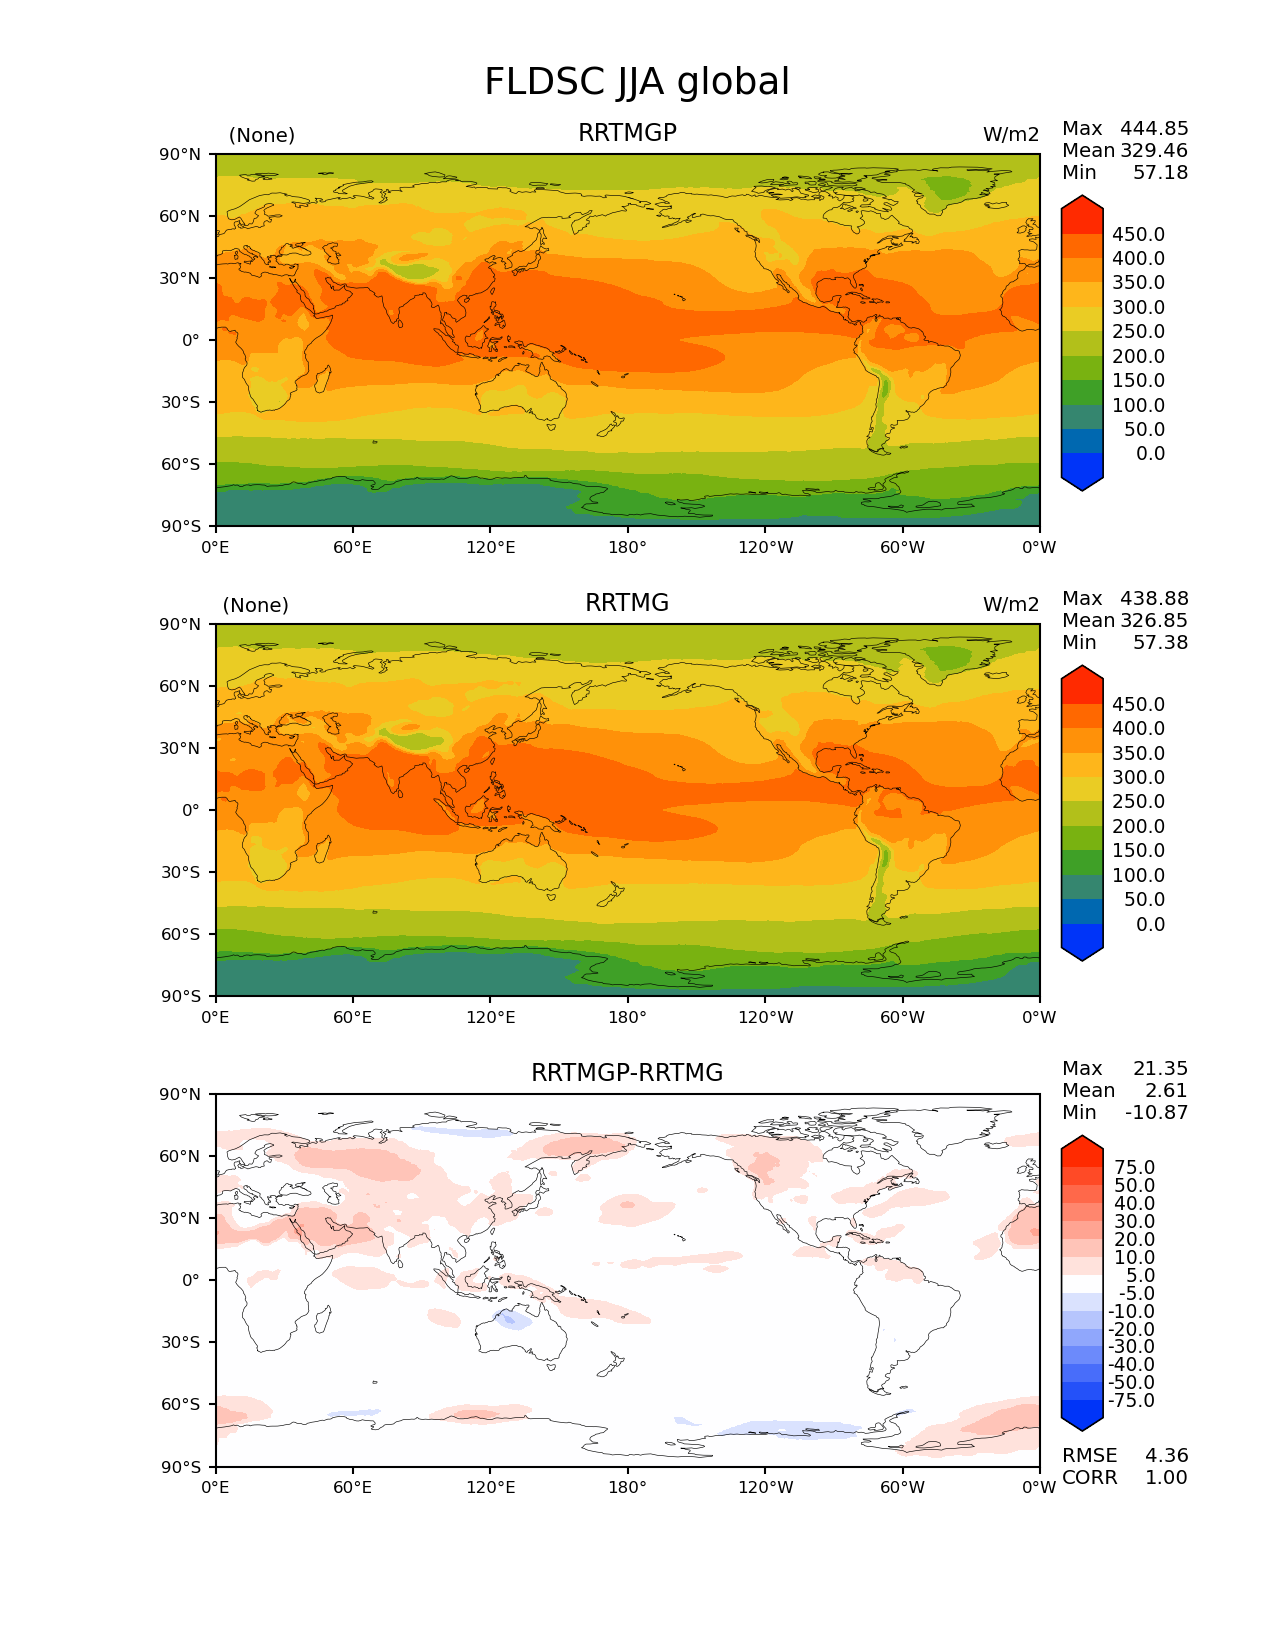 FLDSC JJA global
(None) RRTMGP W/m2
Max 444.85
Mean 329.46
Min 57.18
90°N
60°N
30°N
0°
30°S
60°S
90°S
0°E 60°E 120°E 180° 120°W 60°W 0°W
450.0
400.0
350.0
300.0
250.0
200.0
150.0
100.0
50.0
0.0
(None) RRTMG W/m2
Max 438.88
Mean 326.85
Min 57.38
90°N
60°N
30°N
0°
30°S
60°S
90°S
0°E 60°E 120°E 180° 120°W 60°W 0°W
450.0
400.0
350.0
300.0
250.0
200.0
150.0
100.0
50.0
0.0
RRTMGP-RRTMG
Max 21.35
Mean 2.61
Min -10.87
90°N
60°N
30°N
0°
30°S
60°S
90°S
0°E 60°E 120°E 180° 120°W 60°W 0°W
75.0
50.0
40.0
30.0
20.0
10.0
5.0
-5.0
-10.0
-20.0
-30.0
-40.0
-50.0
-75.0
RMSE 4.36
CORR 1.00